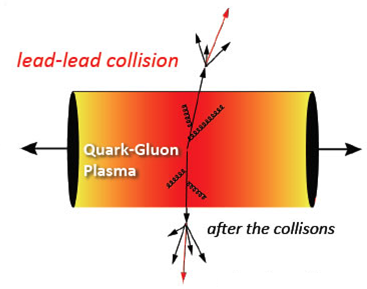 lead-lead collision
Quark-Gluon
Plasma
after the collisons